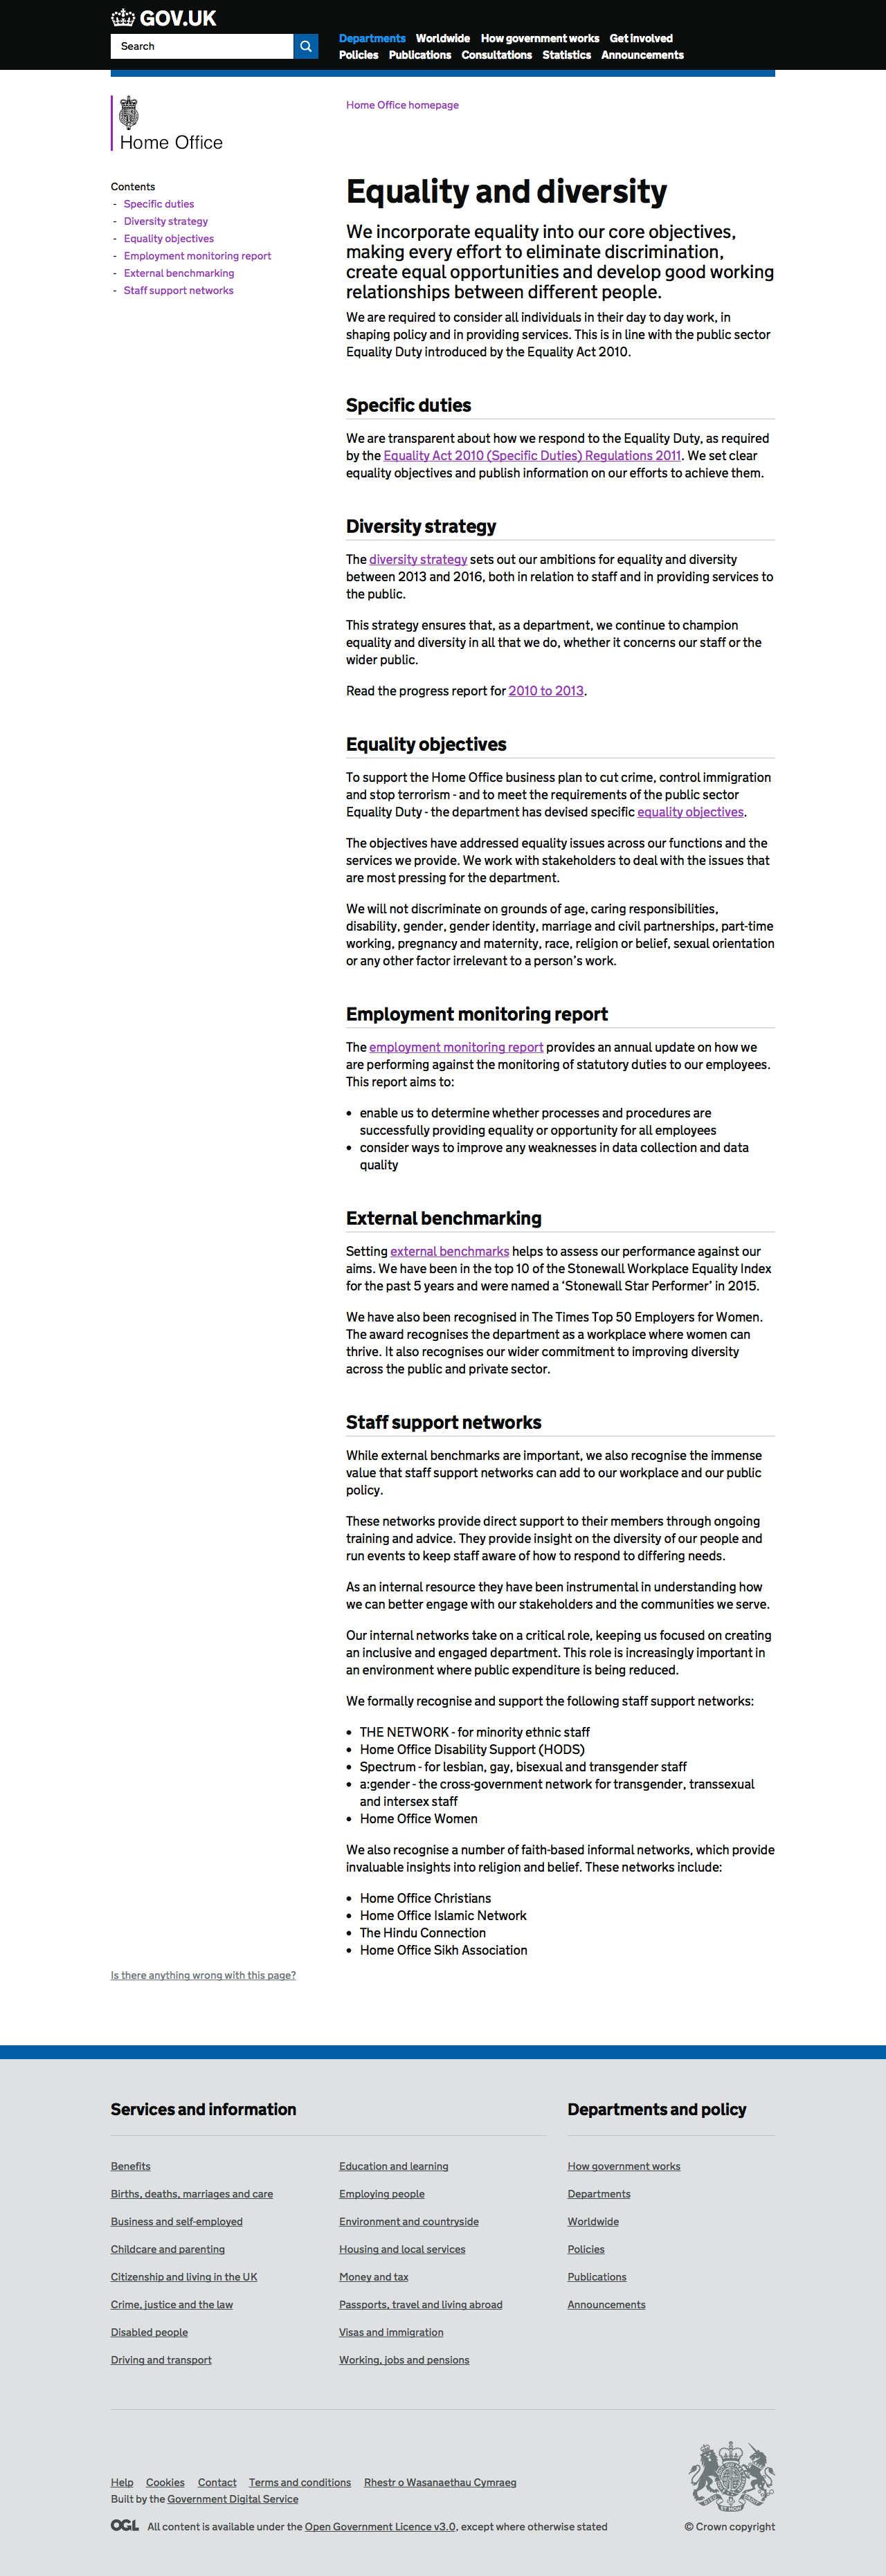 GOV.UK
Search
Departments Worldwide How government works Get involved
Policies Publications Consultations Statistics Announcements
Home Office
Home Office homepage
Contents
- Specific duties
- Diversity strategy
- Equality objectives
- Employment monitoring report
- External benchmarking
- Staff support networks
Equality and diversity
We incorporate equality into our core objectives,
making every effort to eliminate discrimination,
create equal opportunities and develop good working
relationships between different people.
We are required to consider all individuals in their day to day work, in
shaping policy and in providing services. This is in line with the public sector
Equality Duty introduced by the Equality Act 2010.
Specific duties
We are transparent about how we respond to the Equality Duty, as required
by the Equality Act 2010 (Specific Duties) Regulations 2011. We set clear
equality objectives and publish information on our efforts to achieve them.
Diversity strategy
The diversity strategy sets out our ambitions for equality and diversity
between 2013 and 2016, both in relation to staff and in providing services to
the public.
This strategy ensures that, as a department, we continue to champion
equality and diversity in all that we do, whether it concerns our staff or the
wider public.
Read the progress report for 2010 to 2013.
Equality objectives
To support the Home Office business plan to cut crime, control immigration
and stop terrorism - and to meet the requirements of the public sector
Equality Duty - the department has devised specific equality objectives.
The objectives have addressed equality issues across our functions and the
services we provide. We work with stakeholders to deal with the issues that
are most pressing for the department.
We will not discriminate on grounds of age, caring responsibilities,
disability, gender, gender identity, marriage and civil partnerships, part-time
working, pregnancy and maternity, race, religion or belief, sexual orientation
or any other factor irrelevant to a person's work.
Employment monitoring report
The employment monitoring report provides an annual update on how we
are performing against the monitoring of statutory duties to our employees.
This report aims to:
• enable us to determine whether processes and procedures are
successfully providing equality or opportunity for all employees
• consider ways to improve any weaknesses in data collection and data
quality
External benchmarking
Setting external benchmarks helps to assess our performance against our
aims. We have been in the top 10 of the Stonewall Workplace Equality Index
for the past 5 years and were named a ‘Stonewall Star Performer’ in 2015.
We have also been recognised in The Times Top 50 Employers for Women.
The award recognises the department as a workplace where women can
thrive. It also recognises our wider commitment to improving diversity
across the public and private sector.
Staff support networks
While external benchmarks are important, we also recognise the immense
value that staff support networks can add to our workplace and our public
policy.
These networks provide direct support to their members through ongoing
training and advice. They provide insight on the diversity of our people and
run events to keep staff aware of how to respond to differing needs.
As an internal resource they have been instrumental in understanding how
we can better engage with our stakeholders and the communities we serve.
Our internal networks take on a critical role, keeping us focused on creating
an inclusive and engaged department. This role is increasingly important in
an environment where public expenditure is being reduced.
We formally recognise and support the following staff support networks:
• THE NETWORK - for minority ethnic staff
• Home Office Disability Support (HODS)
• Spectrum - for lesbian, gay, bisexual and transgender staff
• a:gender - the cross-government network for transgender, transsexual
and intersex staff
• Home Office Women
We also recognise a number of faith-based informal networks, which provide
invaluable insights into religion and belief. These networks include:
• Home Office Christians
• Home Office Islamic Network
• The Hindu Connection
• Home Office Sikh Association
Is there anything wrong with this page?
Services and information
Benefits
Births, deaths, marriages and care
Business and self-employed
Childcare and parenting
Citizenship and living in the UK
Crime, justice and the law
Disabled people
Driving and transport
Education and learning
Employing people
Environment and countryside
Housing and local services
Money and tax
Passports, travel and living abroad
Visas and immigration
Working, jobs and pensions
Departments and policy
How government works
Departments
Worldwide
Policies
Publications
Announcements
Help Cookies Contact Terms and conditions Rhestr o Wasanaethau Cymraeg
Built by the Government Digital Service
OGL All content is available under the Open Government Licence v3.0, except where otherwise stated
© Crown copyright